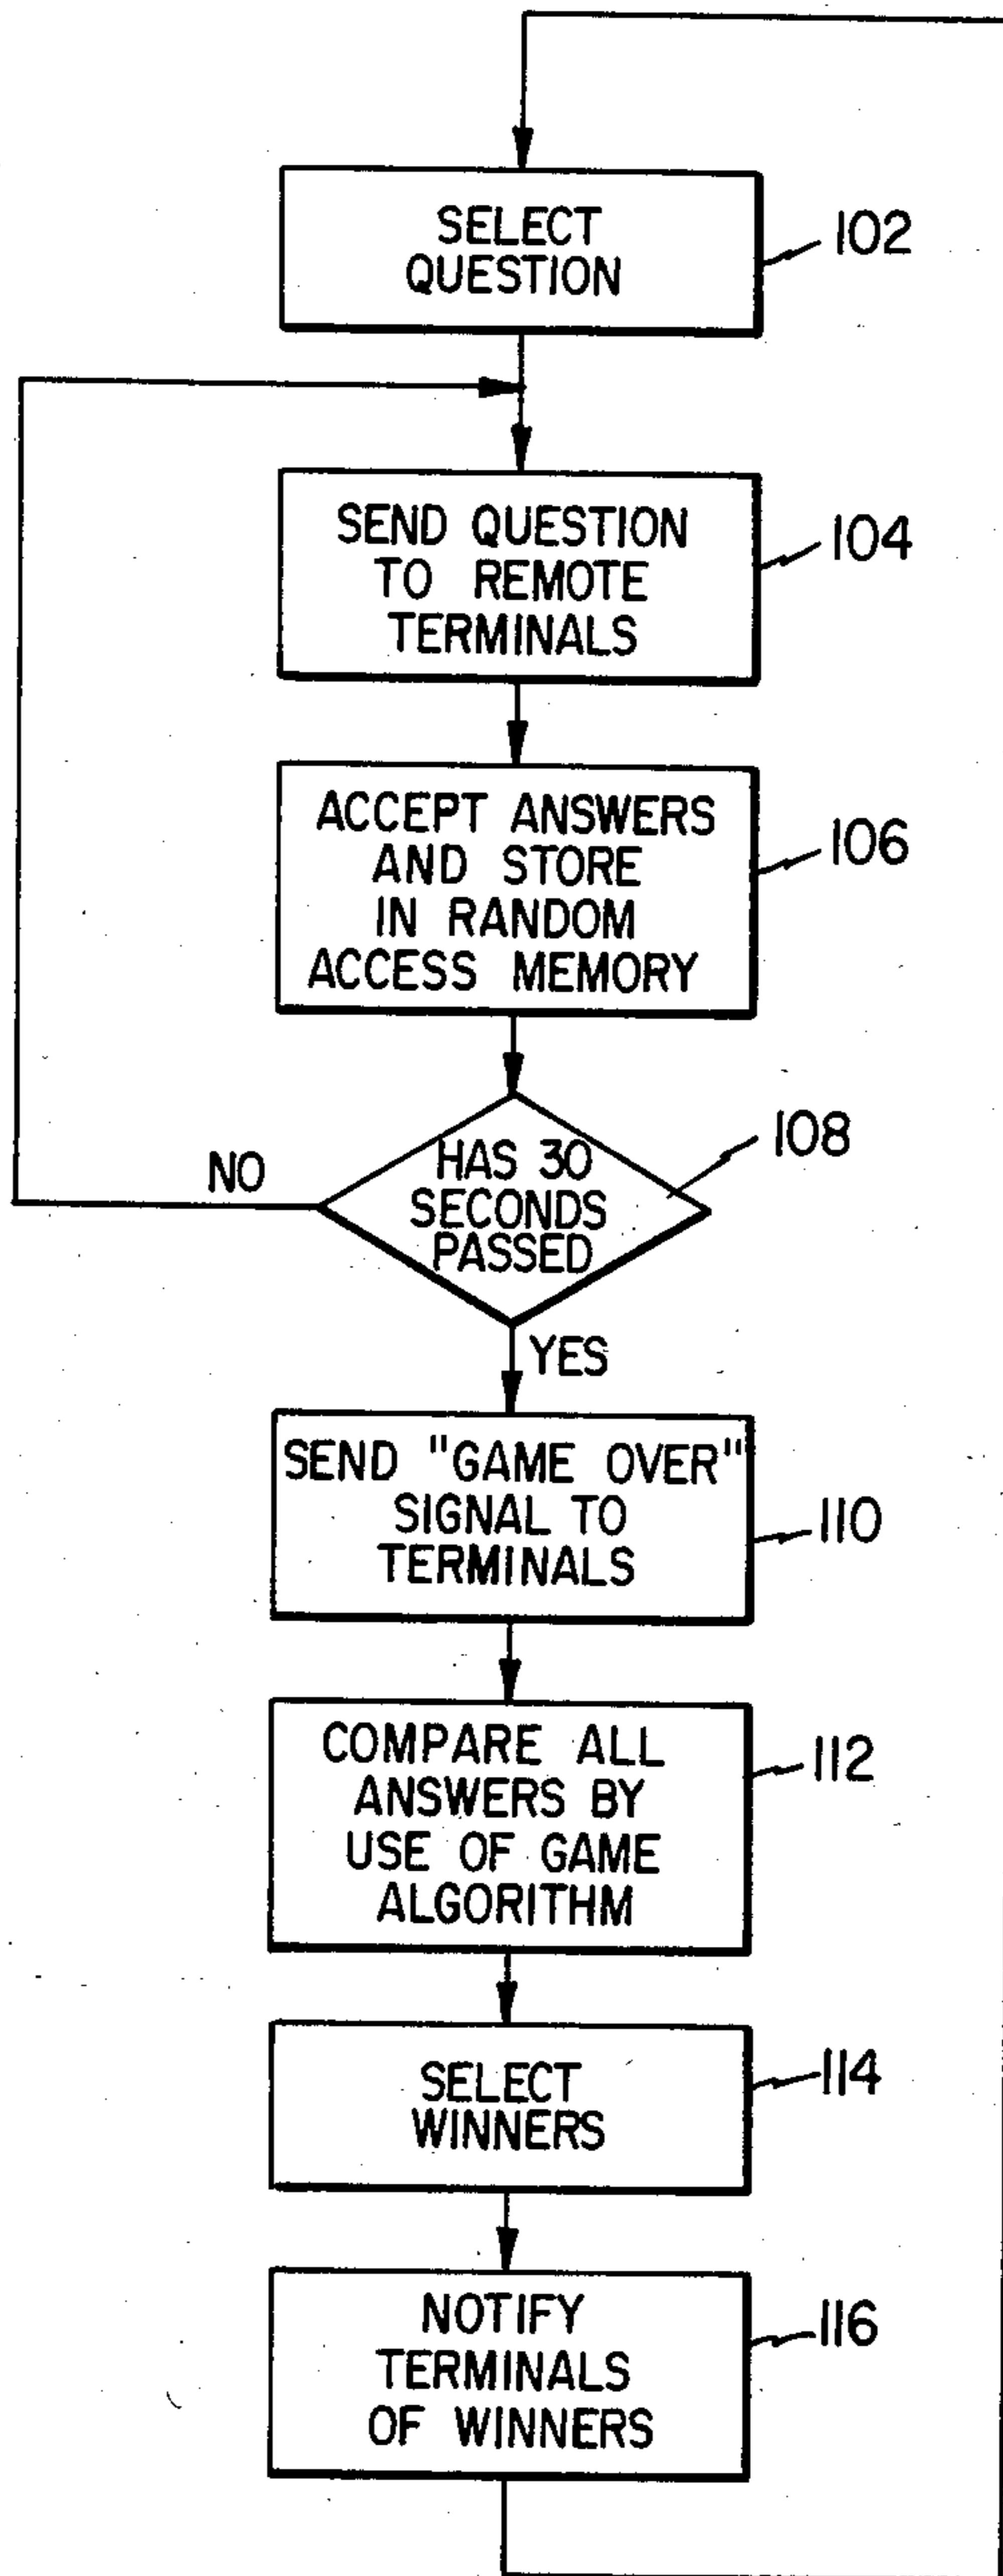 SELECT
QUESTION
102
SEND QUESTION
TO REMOTE
TERMINALS
104
ACCEPT ANSWERS
AND STORE
IN RANDOM
ACCESS MEMORY
106
HAS 30
SECONDS
PASSED
108
NO
YES
SEND "GAME OVER"
SIGNAL TO
TERMINALS
110
COMPARE ALL
ANSWERS BY
USE OF GAME
ALGORITHM
112
SELECT
WINNERS
114
NOTIFY
TERMINALS
OF WINNERS
116